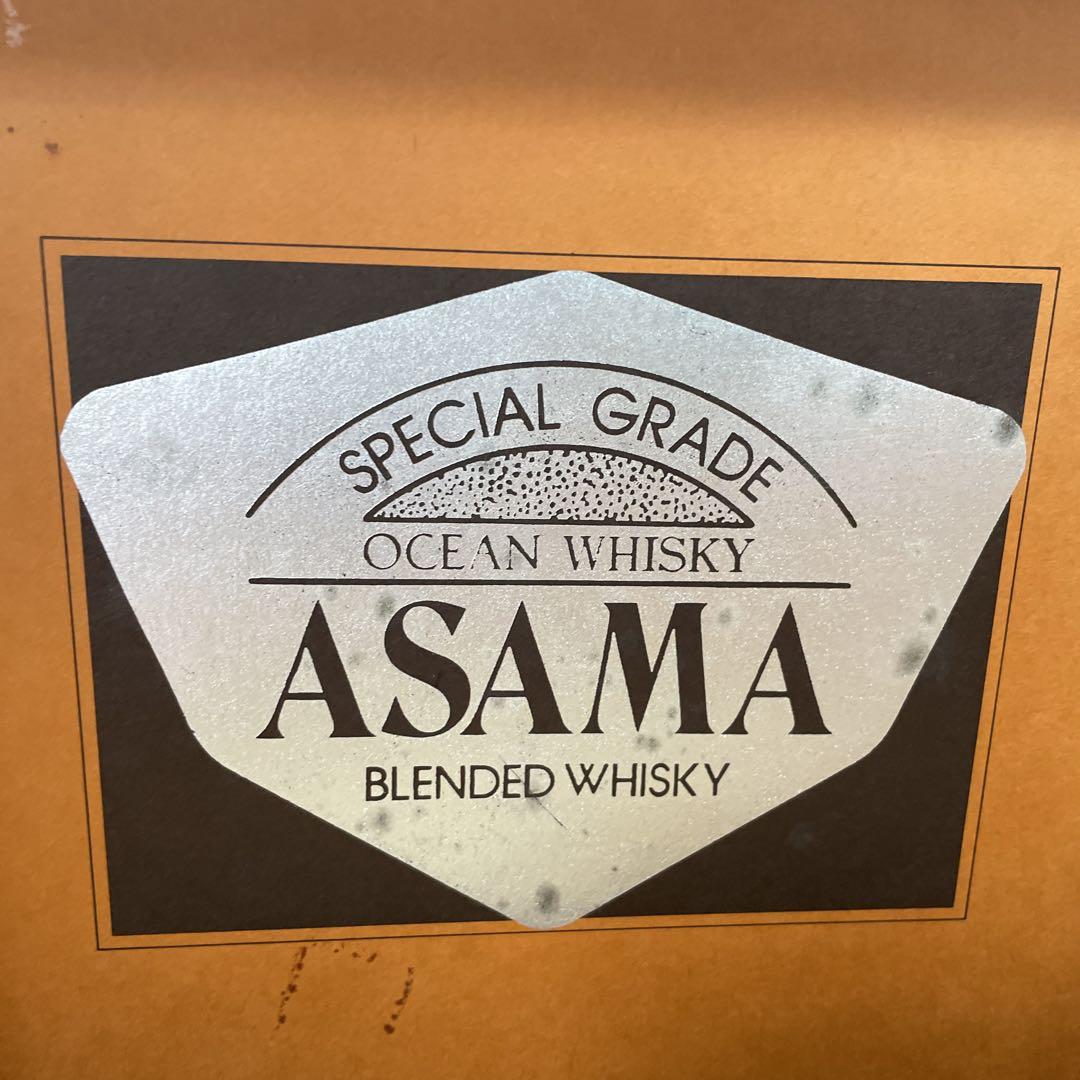 SPECIAL GRADE
OCEAN WHISKY
ASAMA
BLENDED WHISKY